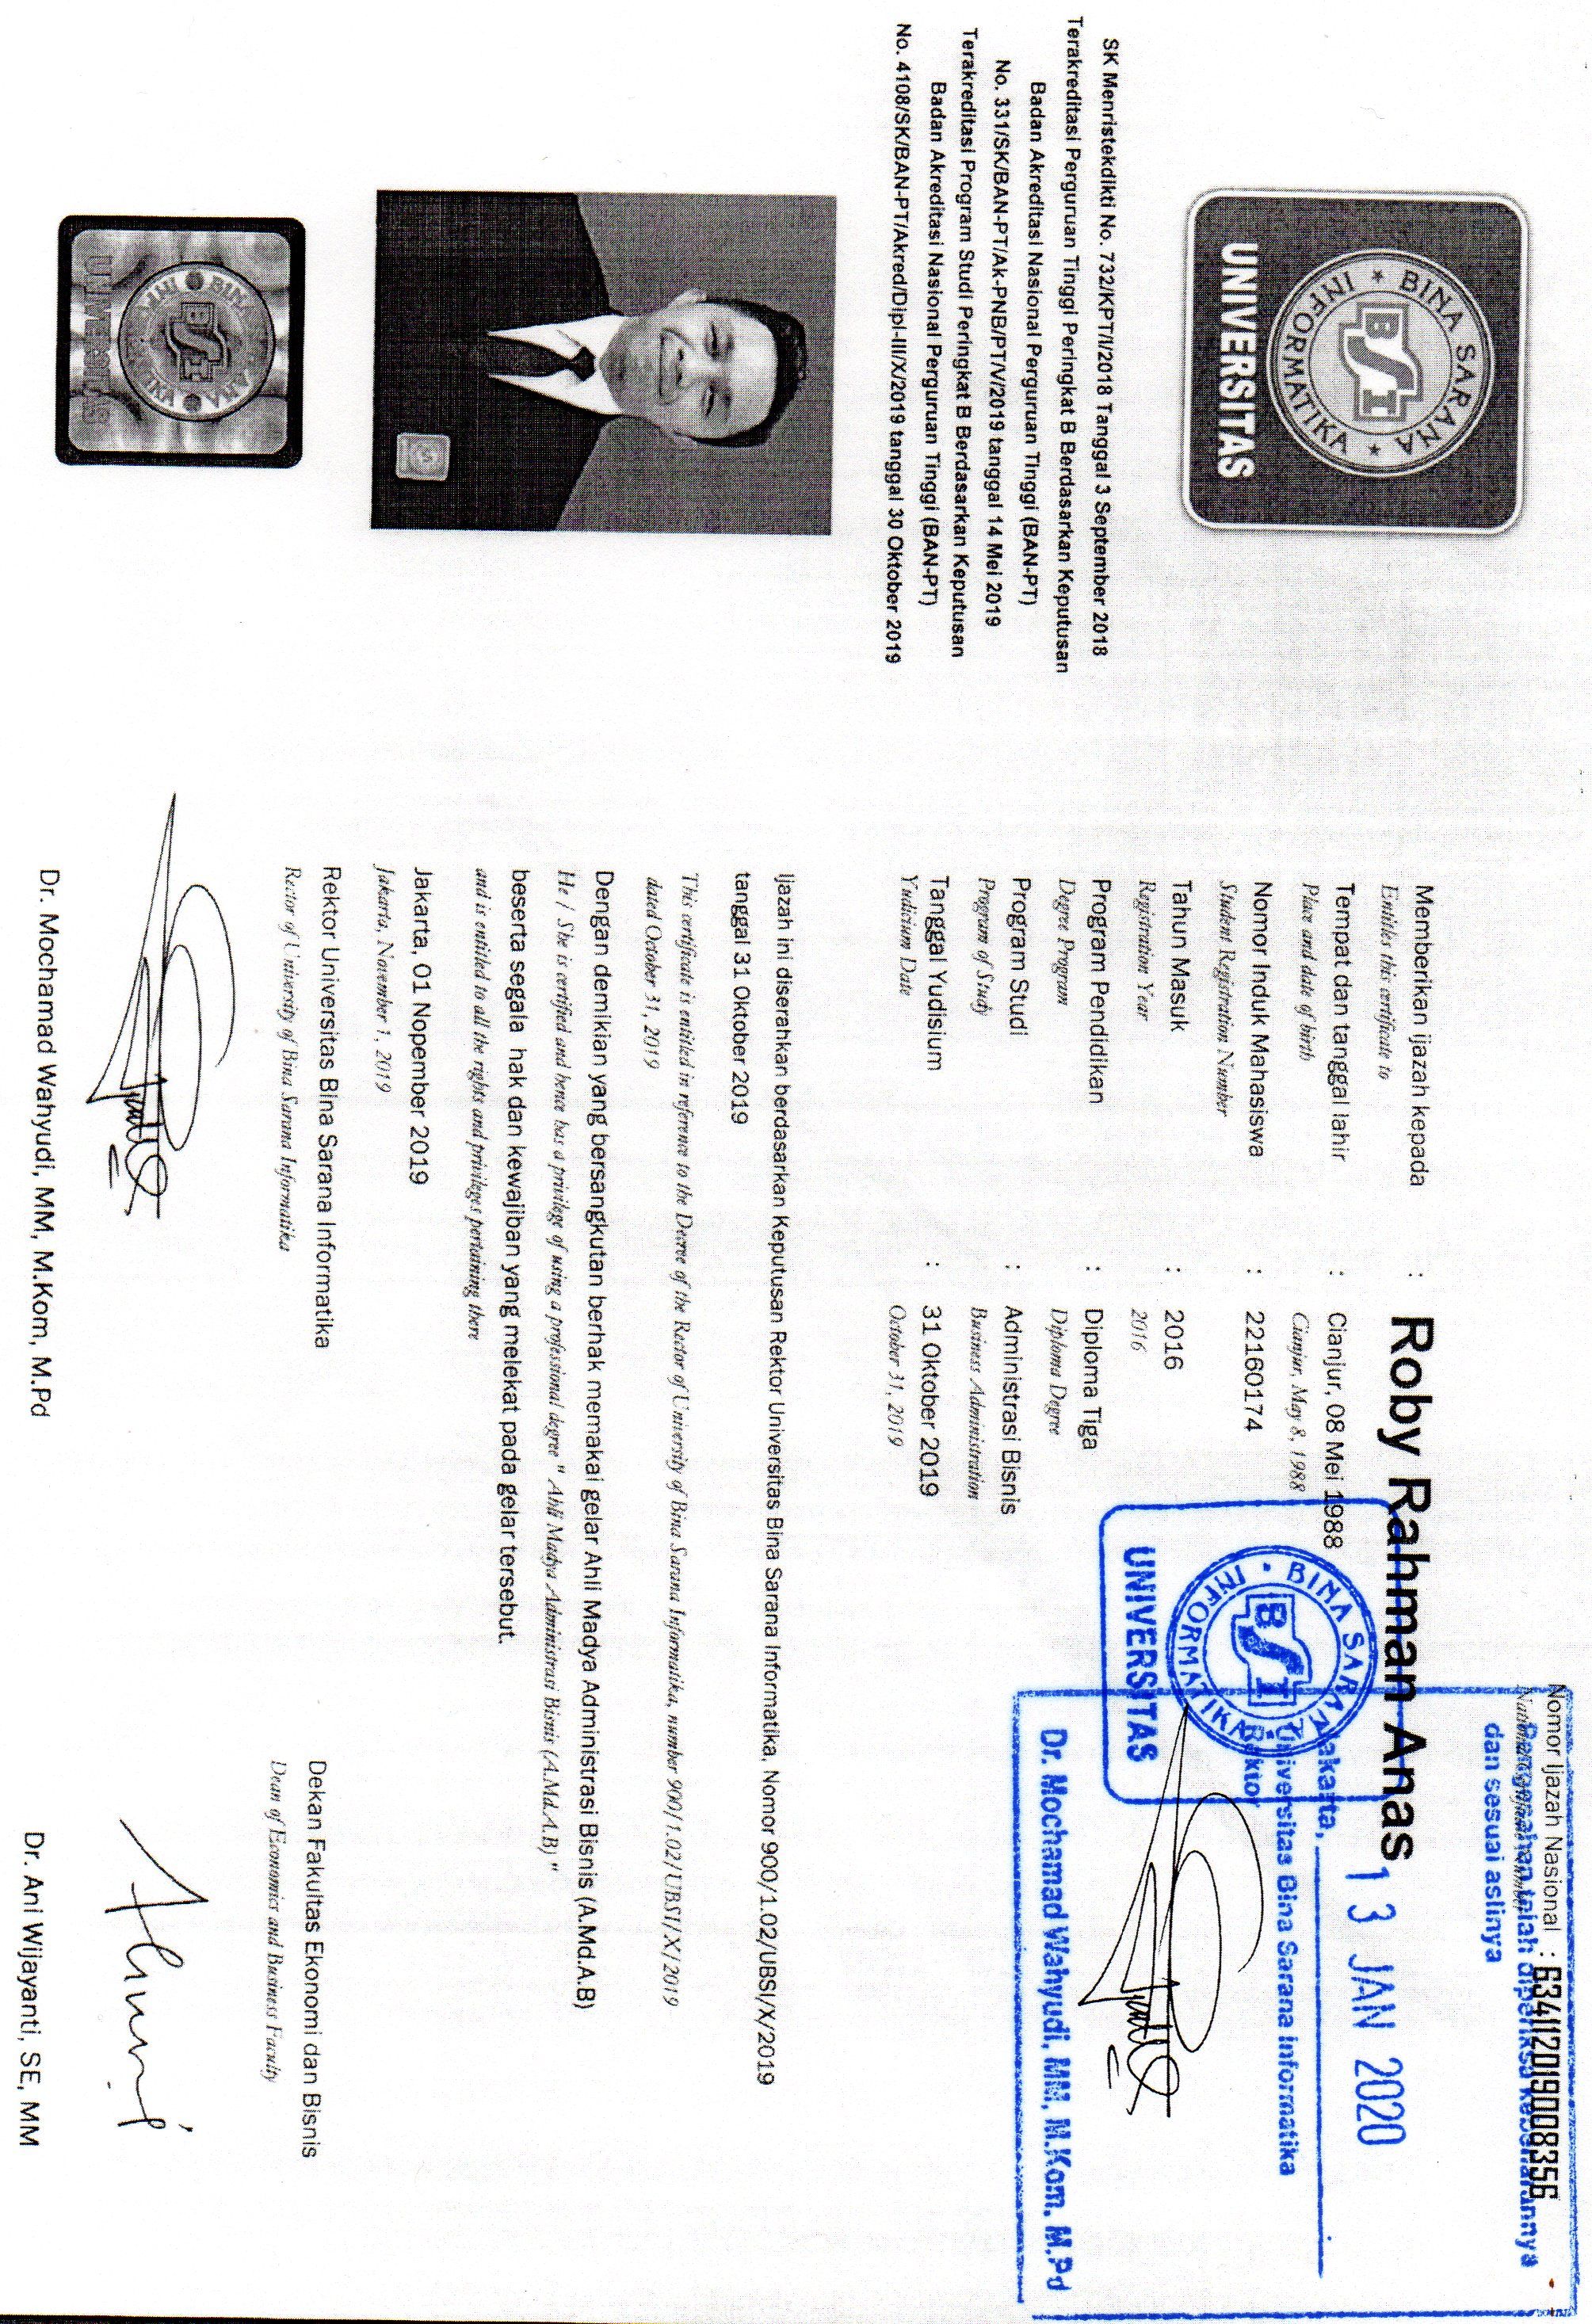 BINA SARANA
BSI
INFORMATIKA
UNIVERSITAS
SK Menristekdikti No. 732/KPT/I/2018 Tanggal 3 September 2018
Terakreditasi Perguruan Tinggi Peringkat B Berdasarkan Keputusan
Badan Akreditasi Nasional Perguruan Tinggi (BAN-PT)
No. 331/SK/BAN-PT/Ak-PNB/PT/V/2019 tanggal 14 Mei 2019
Terakreditasi Program Studi Peringkat B Berdasarkan Keputusan
Badan Akreditasi Nasional Perguruan Tinggi (BAN-PT)
No. 4108/SK/BAN-PT/Akred/Dipl-III/X/2019 tanggal 30 Oktober 2019
BINA SARANA
BSI
INFORMATIKA
UNIVERSITAS
Nomor Ijazah Nasional : 634112019008356
National Certificate Number
Pengesahan telah diperiksa kebenarannya
dan sesuai aslinya
13 JAN 2020
Jakarta,
Universitas Bina Sarana Informatika
Rektor
BINA SARANA
BSI
INFORMATIKA
UNIVERSITAS
Dr. Mochamad Wahyudi, MM, M.Kom, M.Pd
Memberikan ijazah kepada : Roby Rahman Anas
Entitles this certificate to
Tempat dan tanggal lahir : Cianjur, 08 Mei 1988
Place and date of birth Cianjur, May 8, 1988
Nomor Induk Mahasiswa : 22160174
Student Registration Number
Tahun Masuk : 2016
Registration Year 2016
Program Pendidikan : Diploma Tiga
Degree Program Diploma Degree
Program Studi : Administrasi Bisnis
Program of Study Business Administration
Tanggal Yudisium : 31 Oktober 2019
Yudicium Date October 31, 2019
Ijazah ini diserahkan berdasarkan Keputusan Rektor Universitas Bina Sarana Informatika, Nomor 900/1.02/UBSI/X/2019
tanggal 31 Oktober 2019
This certificate is entitled in reference to the Decree of the Rector of University of Bina Sarana Informatika, number 900/1.02/UBSI/X/2019
dated October 31, 2019
Dengan demikian yang bersangkutan berhak memakai gelar Ahli Madya Administrasi Bisnis (A.Md.A.B)
He / She is certified and hence has a privilege of using a professional degree " Ahli Madya Administrasi Bisnis (A.Md.A.B) "
beserta segala hak dan kewajiban yang melekat pada gelar tersebut.
and is entitled to all the rights and privileges pertaining there
Jakarta, 01 Nopember 2019
Jakarta, November 1, 2019
Rektor Universitas Bina Sarana Informatika
Rector of University of Bina Sarana Informatika
Dr. Mochamad Wahyudi, MM, M.Kom, M.Pd
Dekan Fakultas Ekonomi dan Bisnis
Dean of Economics and Business Faculty
Dr. Ani Wijayanti, SE, MM